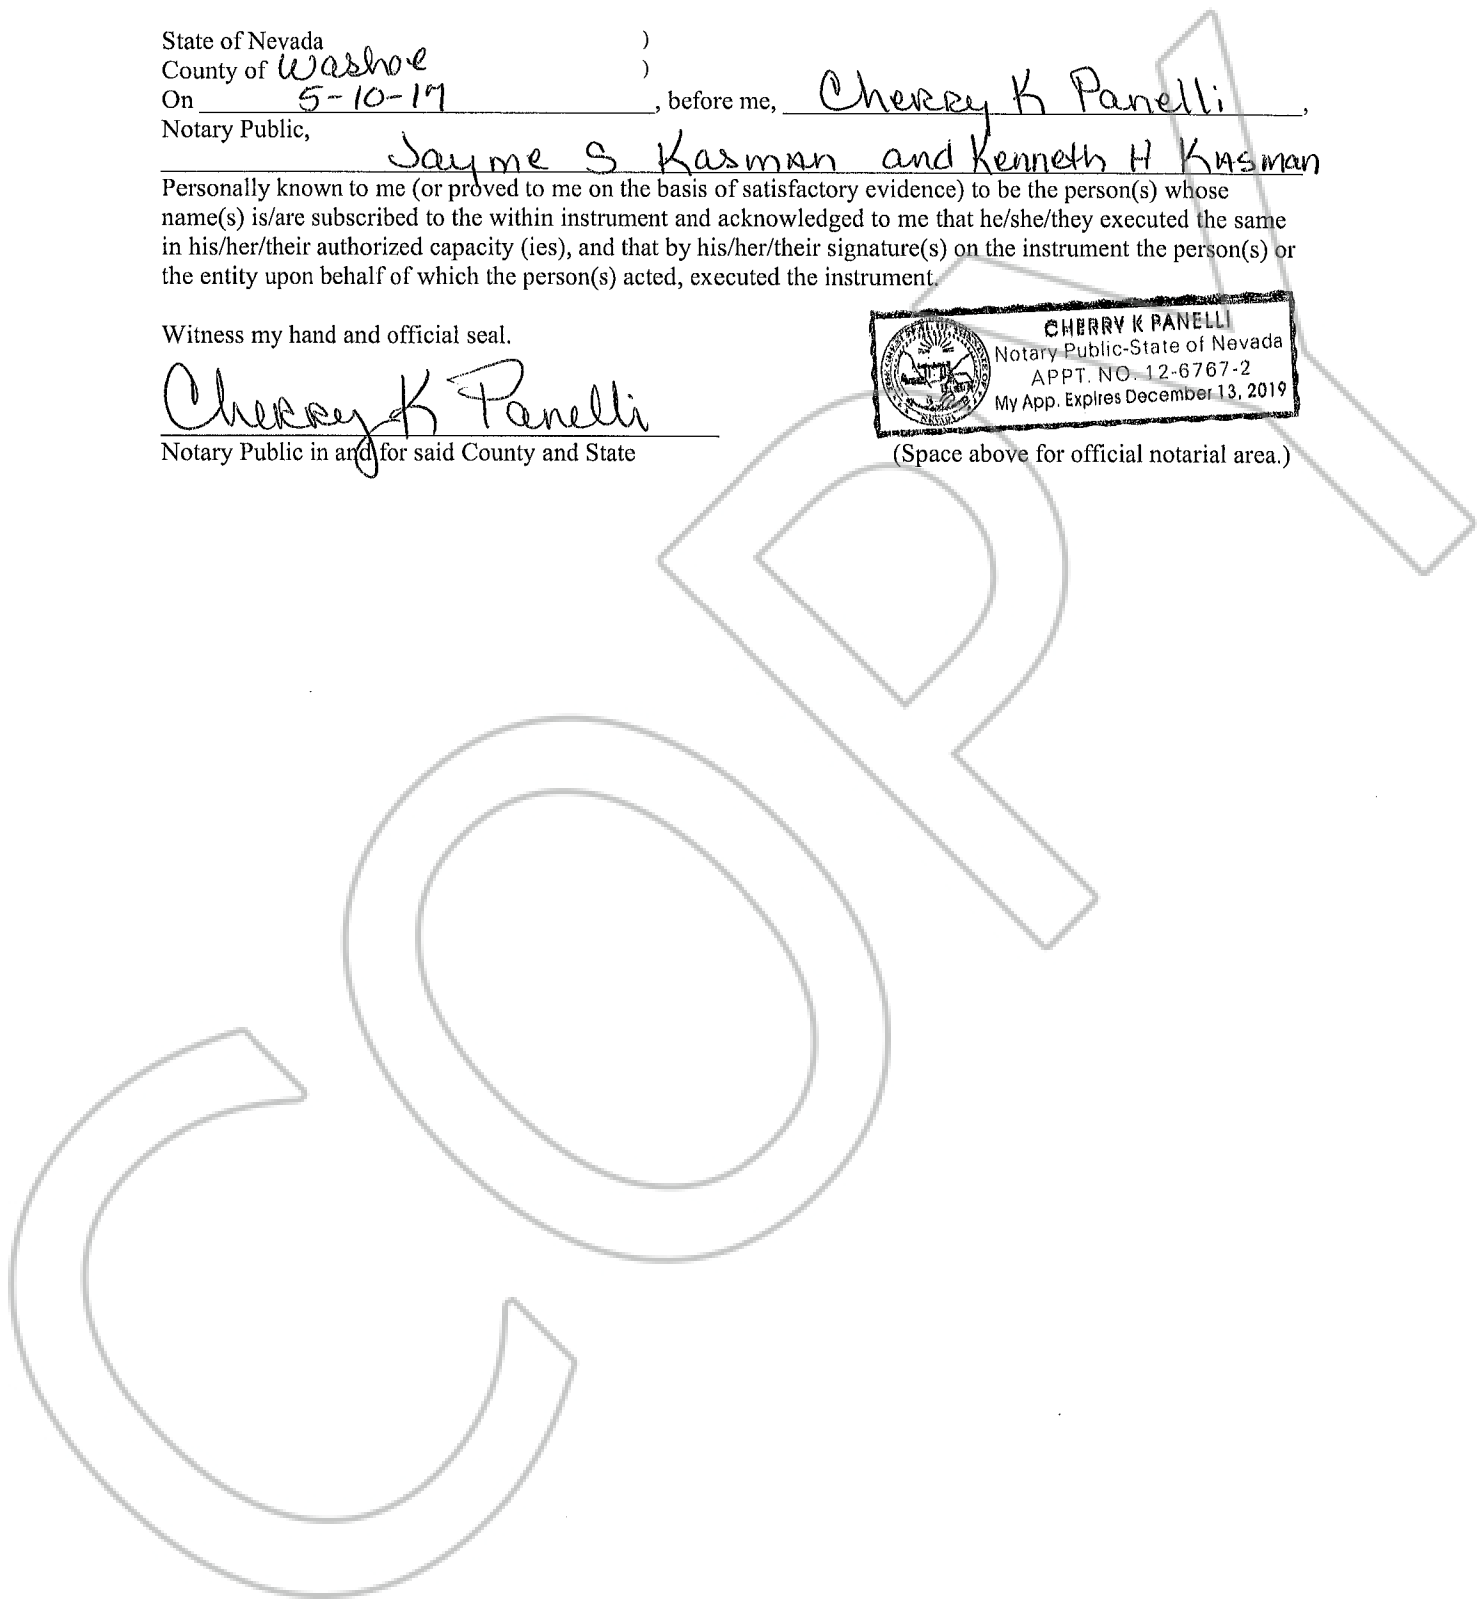 State of Nevada )
County of Washoe )
On 5-10-17, before me, Cherry K Panelli,
Notary Public,
Jayme S Kasman and Kenneth H Kasman
Personally known to me (or proved to me on the basis of satisfactory evidence) to be the person(s) whose
name(s) is/are subscribed to the within instrument and acknowledged to me that he/she/they executed the same
in his/her/their authorized capacity (ies), and that by his/her/their signature(s) on the instrument the person(s) or
the entity upon behalf of which the person(s) acted, executed the instrument.
Witness my hand and official seal.
CHERRY K PANELLI
Notary Public-State of Nevada
APPT. NO. 12-6767-2
My App. Expires December 13, 2019
Cherry K Panelli
Notary Public in and for said County and State
(Space above for official notarial area.)
COPY